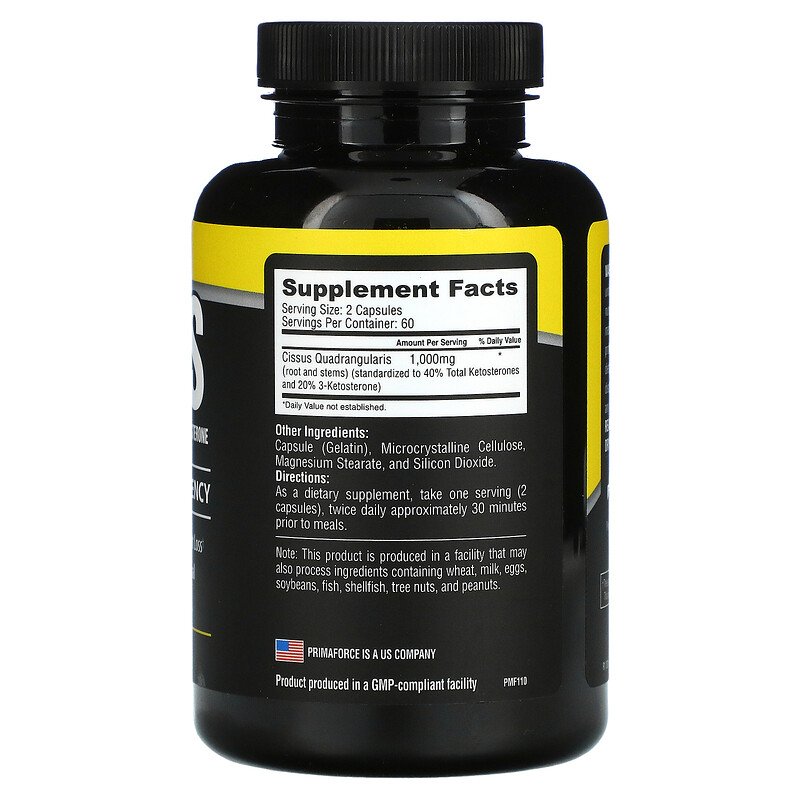 S
ERONE
ENCY
Loss
Supplement Facts
Serving Size: 2 Capsules
Servings Per Container: 60
Amount Per Serving % Daily Value
Cissus Quadrangularis 1,000mg *
(root and stems) (standardized to 40% Total Ketosterones
and 20% 3-Ketosterone)
*Daily Value not established.
Other Ingredients:
Capsule (Gelatin), Microcrystalline Cellulose,
Magnesium Stearate, and Silicon Dioxide.
Directions:
As a dietary supplement, take one serving (2
capsules), twice daily approximately 30 minutes
prior to meals.
Note: This product is produced in a facility that may
also process ingredients containing wheat, milk, eggs,
soybeans, fish, shellfish, tree nuts, and peanuts.
PRIMAFORCE IS A US COMPANY
Product produced in a GMP-compliant facility PMF110